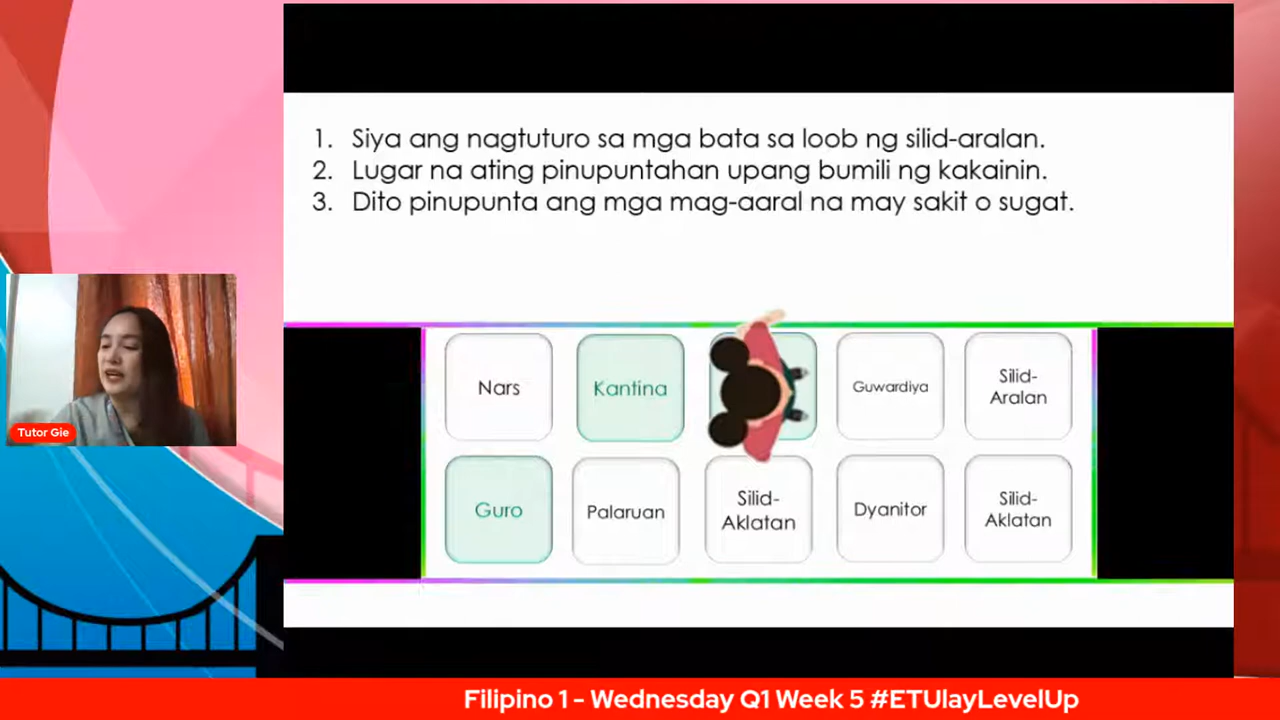 1. Siya ang nagtuturo sa mga bata sa loob ng silid-aralan.
2. Lugar na ating pinupuntahan upang bumili ng kakainin.
3. Dito pinupunta ang mga mag-aaral na may sakit o sugat.
Nars
Kantina
Guwardiya
Silid-
Aralan
Guro
Palaruan
Silid-
Aklatan
Dyanitor
Silid-
Aklatan
Tutor Gie
Filipino 1 - Wednesday Q1 Week 5 #ETUlayLevelUp